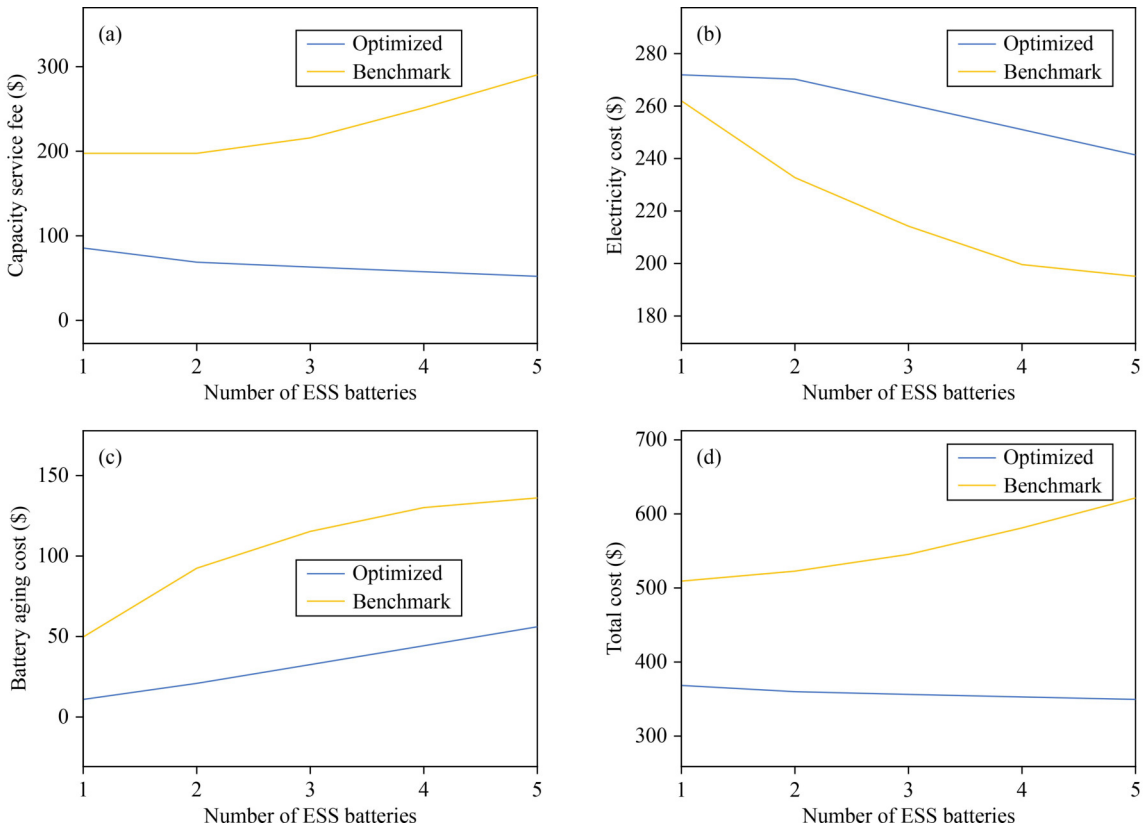 (a)
Optimized
Benchmark
Capacity service fee ($)
300
200
100
0
1 2 3 4 5
Number of ESS batteries
(b)
Optimized
Benchmark
Electricity cost ($)
280
260
240
220
200
180
1 2 3 4 5
Number of ESS batteries
(c)
Optimized
Benchmark
Battery aging cost ($)
150
100
50
0
1 2 3 4 5
Number of ESS batteries
(d)
Optimized
Benchmark
Total cost ($)
700
600
500
400
300
1 2 3 4 5
Number of ESS batteries